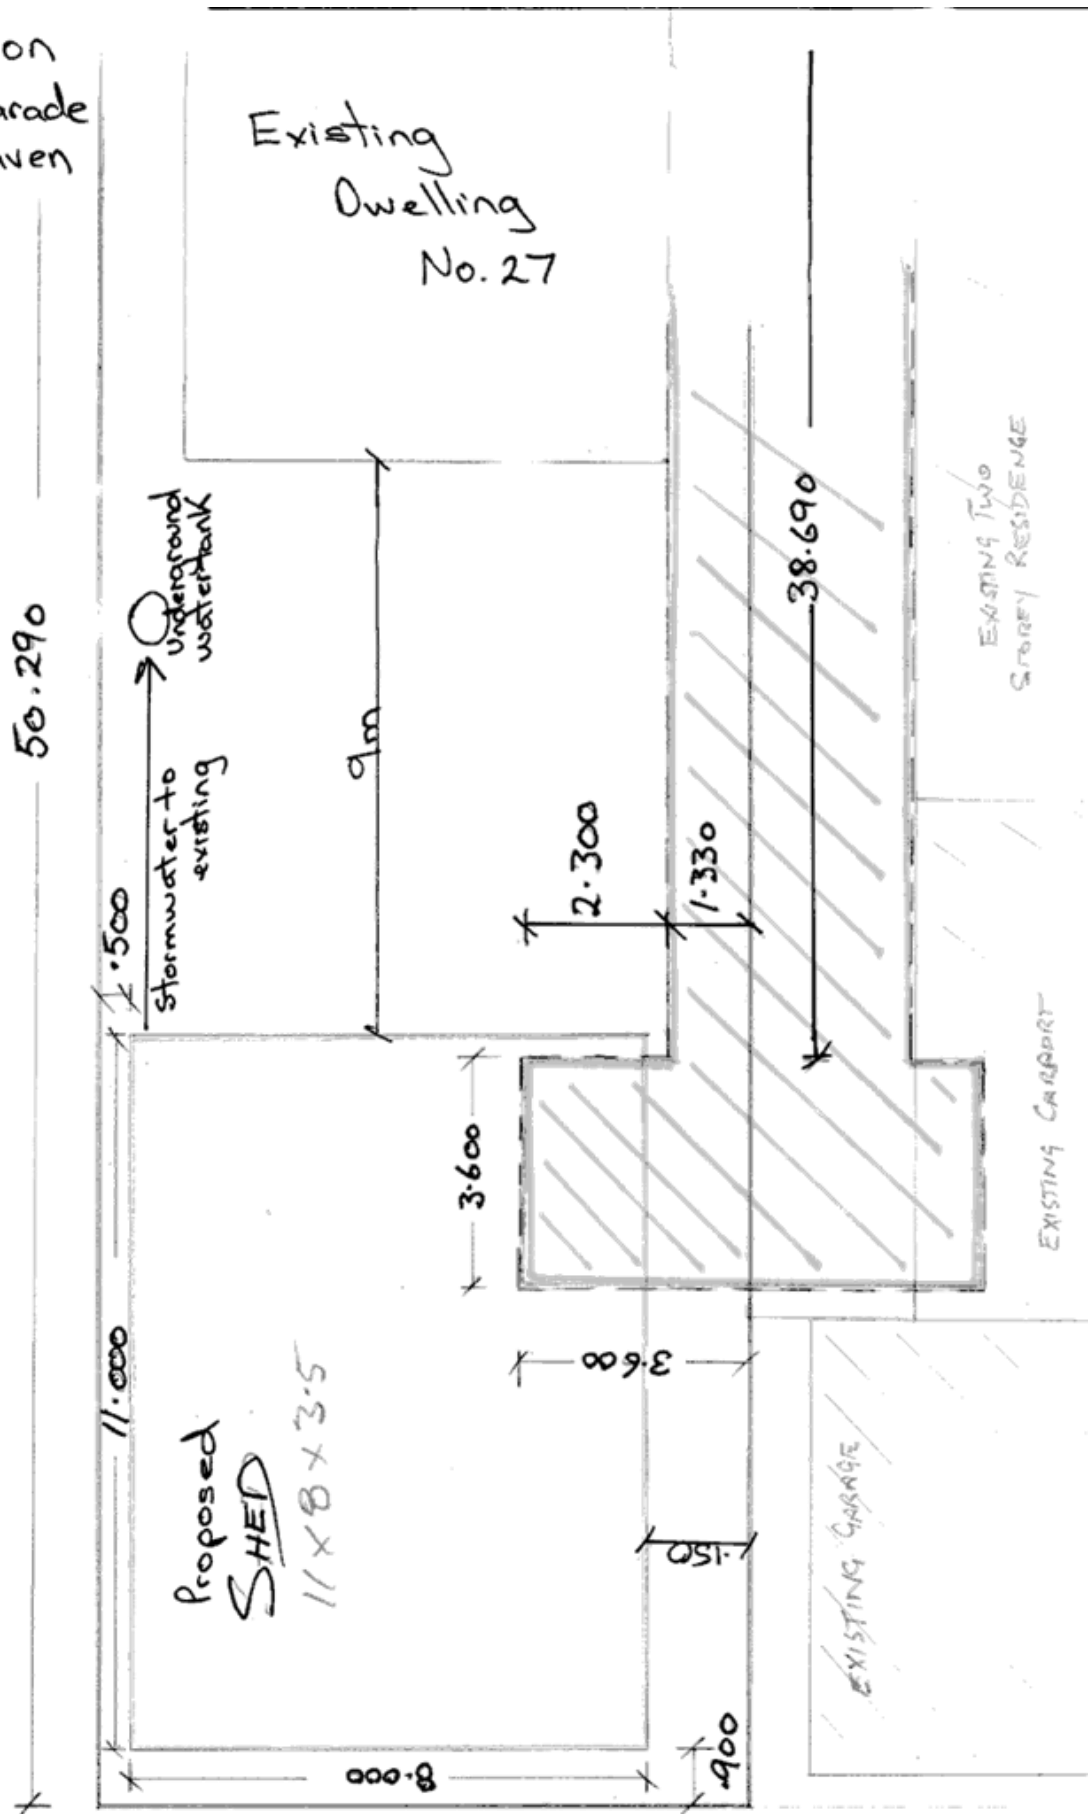 on
arade
aven
Existing
Dwelling
No. 27
50.290
Underground
watertank
Stormwater to
existing
.500
9m
38.690
EXISTING TWO
STOREY RESIDENCE
2.300
1.330
3.600
EXISTING CARPORT
11.000
3.600
Proposed
SHED
11 x 8 x 3.5
.150
EXISTING GARAGE
8.000
.900